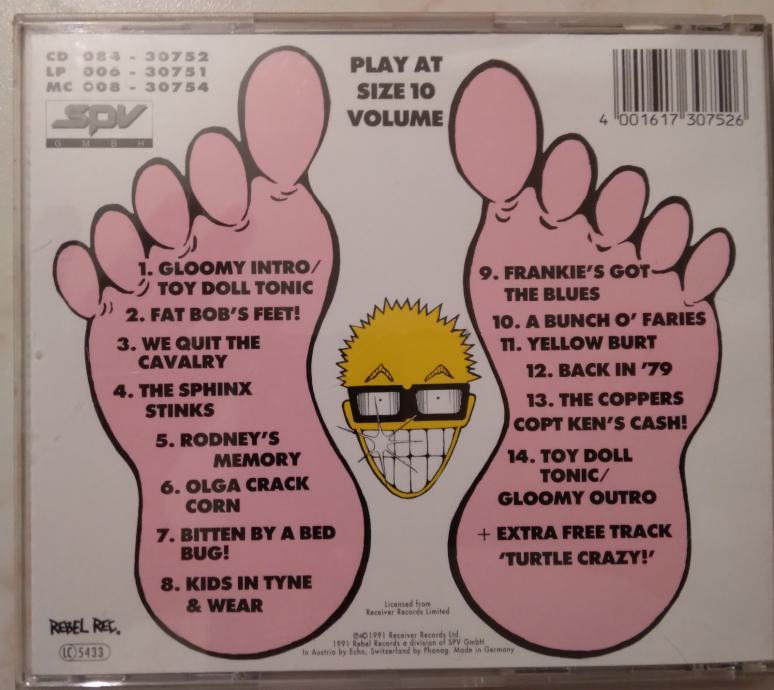 CD 084 - 30752
LP 006 - 30751
MC 008 - 30754
SPV
GMBH
PLAY AT
SIZE 10
VOLUME
4 001617 307526
1. GLOOMY INTRO/
TOY DOLL TONIC
2. FAT BOB'S FEET!
3. WE QUIT THE
CAVALRY
4. THE SPHINX
STINKS
5. RODNEY'S
MEMORY
6. OLGA CRACK
CORN
7. BITTEN BY A BED
BUG!
8. KIDS IN TYNE
& WEAR
9. FRANKIE'S GOT
THE BLUES
10. A BUNCH O' FARIES
11. YELLOW BURT
12. BACK IN '79
13. THE COPPERS
COPT KEN'S CASH!
14. TOY DOLL
TONIC/
GLOOMY OUTRO
+ EXTRA FREE TRACK
'TURTLE CRAZY!'
REBEL REC.
LC 5433
Licensed from
Receiver Records Limited
℗©1991 Receiver Records Ltd.
1991 Rebel Records a division of SPV GmbH
In Austria by Echo, Switzerland by Phonag. Made in Germany